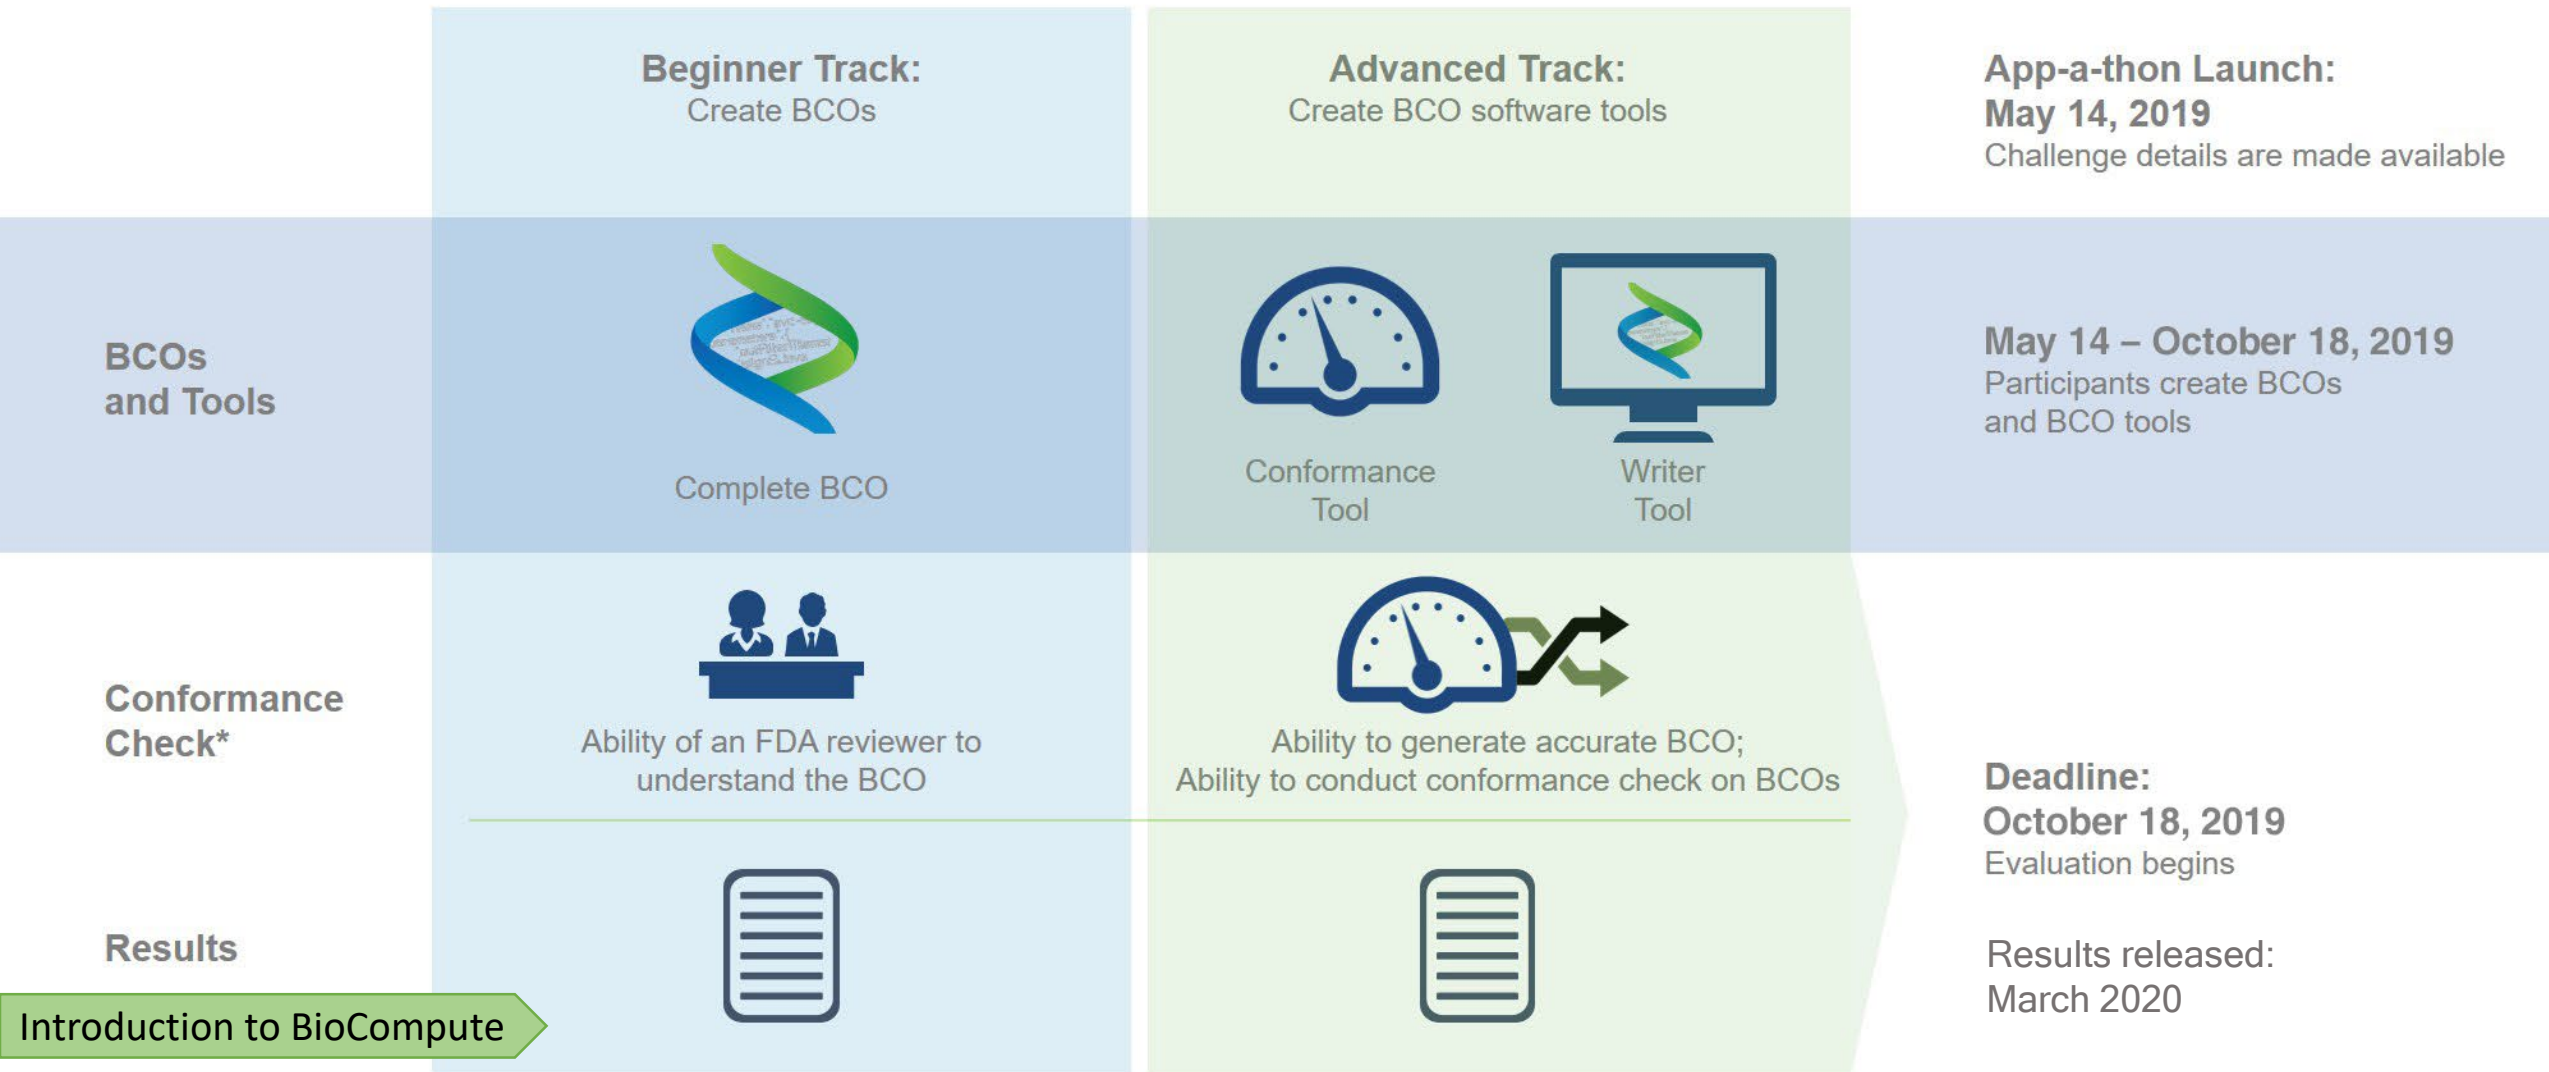 Beginner Track:
Create BCOs
Advanced Track:
Create BCO software tools
App-a-thon Launch:
May 14, 2019
Challenge details are made available
BCOs
and Tools
Complete BCO
Conformance
Tool
Writer
Tool
May 14 – October 18, 2019
Participants create BCOs
and BCO tools
Conformance
Check*
Ability of an FDA reviewer to
understand the BCO
Ability to generate accurate BCO;
Ability to conduct conformance check on BCOs
Deadline:
October 18, 2019
Evaluation begins
Results
Results released:
March 2020
Introduction to BioCompute